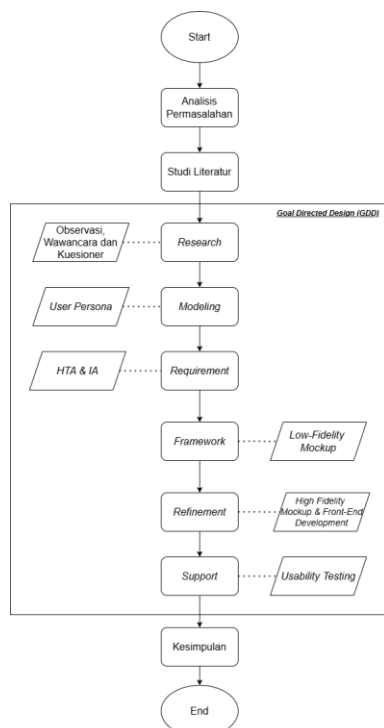 Start
Analisis
Permasalahan
Studi Literatur
Goal Directed Design (GDD)
Observasi,
Wawancara dan
Kuesioner
Research
User Persona
Modeling
HTA & IA
Requirement
Framework
Low-Fidelity
Mockup
Refinement
High Fidelity
Mockup & Front-End
Development
Support
Usability Testing
Kesimpulan
End